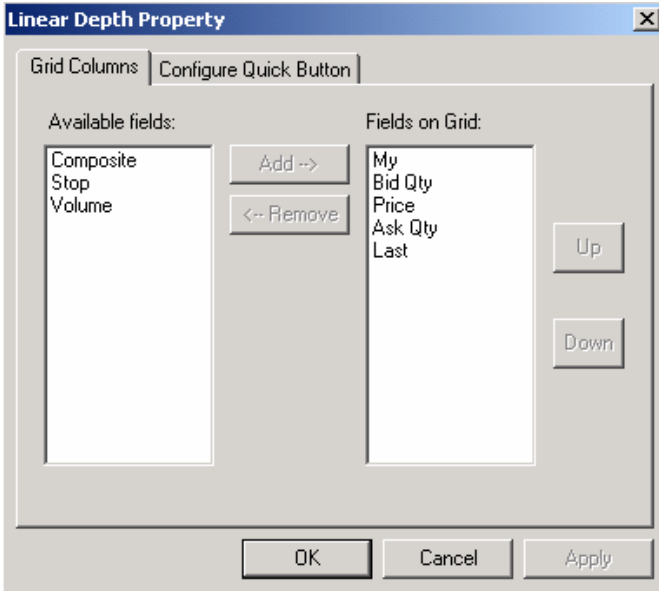 Linear Depth Property
Grid Columns
Configure Quick Button
Available fields:
Composite
Stop
Volume
Add -->
<-- Remove
Fields on Grid:
My
Bid Qty
Price
Ask Qty
Last
Up
Down
OK
Cancel
Apply